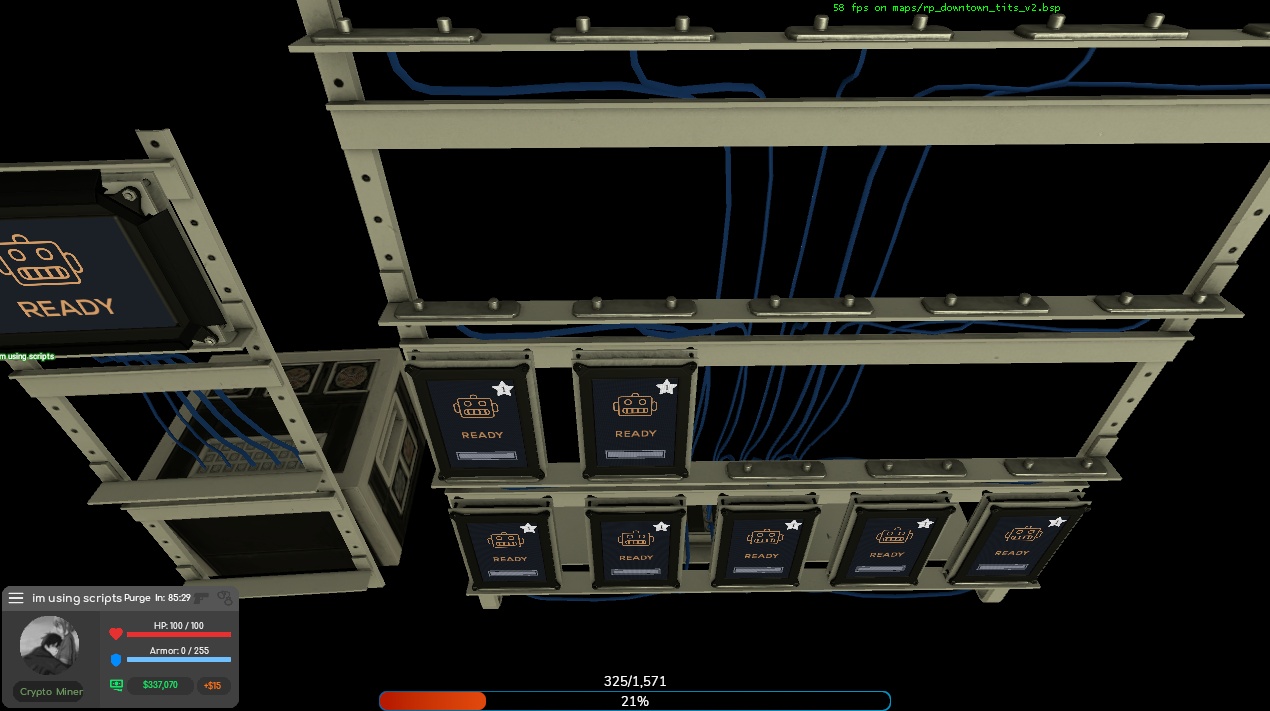 58 fps on maps/rp_downtown_tits_v2.bsp
READY
m using scripts
1
1
READY
READY
READY
READY
READY
READY
READY
im using scripts Purge In: 85:29
HP: 100 / 100
Armor: 0 / 255
$337,070 +$15
Crypto Miner
325/1,571
21%